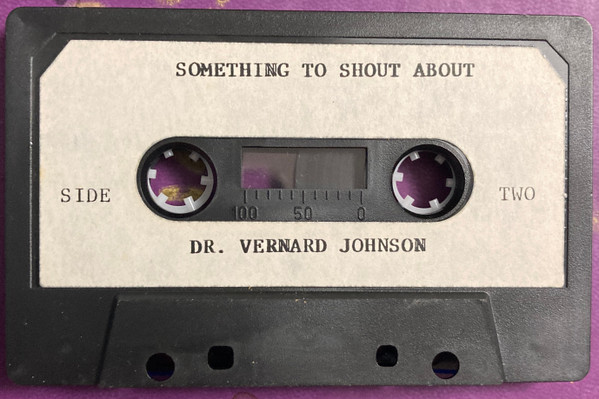 SOMETHING TO SHOUT ABOUT
SIDE TWO
100 50 0
DR. VERNARD JOHNSON